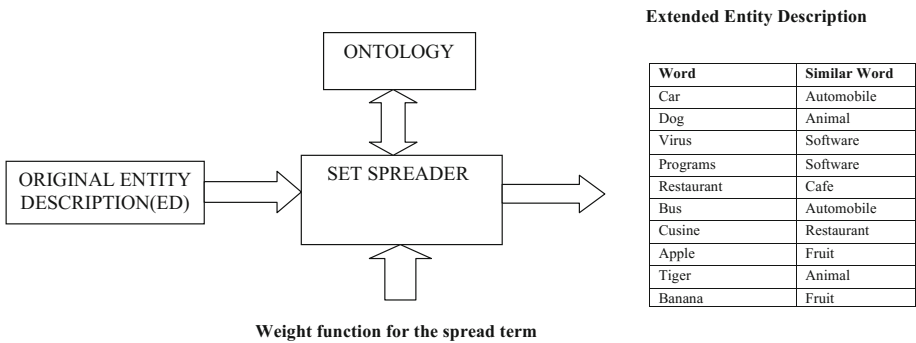 Extended Entity Description
ONTOLOGY
ORIGINAL ENTITY
DESCRIPTION(ED)
SET SPREADER
Weight function for the spread term
Word Similar Word
Car Automobile
Dog Animal
Virus Software
Programs Software
Restaurant Cafe
Bus Automobile
Cusine Restaurant
Apple Fruit
Tiger Animal
Banana Fruit